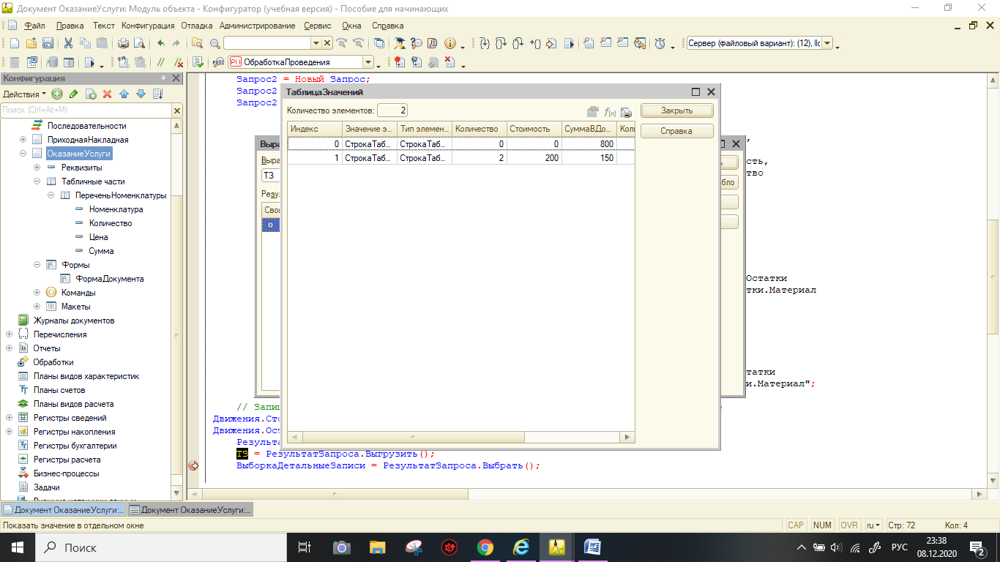 Документ ОказаниеУслуги: Модуль объекта - Конфигуратор (учебная версия) - Пособие для начинающих
Файл Правка Текст Конфигурация Отладка Администрирование Сервис Окна Справка
Сервер (файловый вариант): (12), Ilc
ОбработкаПроведения
Конфигурация
Действия
Поиск (Ctrl+Alt+M)
Последовательности
ПриходнаяНакладная
ОказаниеУслуги
Реквизиты
Табличные части
ПереченьНоменклатуры
Номенклатура
Количество
Цена
Сумма
Формы
ФормаДокумента
Команды
Макеты
Журналы документов
Перечисления
Отчеты
Обработки
Планы видов характеристик
Планы счетов
Планы видов расчета
Регистры сведений
Регистры накопления
Регистры бухгалтерии
Регистры расчета
Бизнес-процессы
Задачи
Запрос2 = Новый Запрос;
Запрос2
Запрос2
ТаблицаЗначений
Количество элементов: 2
Закрыть
Справка
Индекс Значение э... Тип элемен... Количество Стоимость СуммаВДо... Коли
0 СтрокаТаб... СтрокаТаб... 0 0 800
1 СтрокаТаб... СтрокаТаб... 2 200 150
Выра
Выра
ТЗ
Резул
Свой
,
сть,
тво
бло
Остатки
тки.Материал
татки
и.Материал";
// Запи
Движения.Сто
Движения.Ост
Результа
ТЗ = РезультатЗапроса.Выгрузить();
ВыборкаДетальныеЗаписи = РезультатЗапроса.Выбрать();
Документ ОказаниеУслуги:... Документ ОказаниеУслуги:...
Показать значение в отдельном окне
CAP NUM OVR ru Стр: 72 Кол: 4
Поиск
РУС
23:38
08.12.2020
2